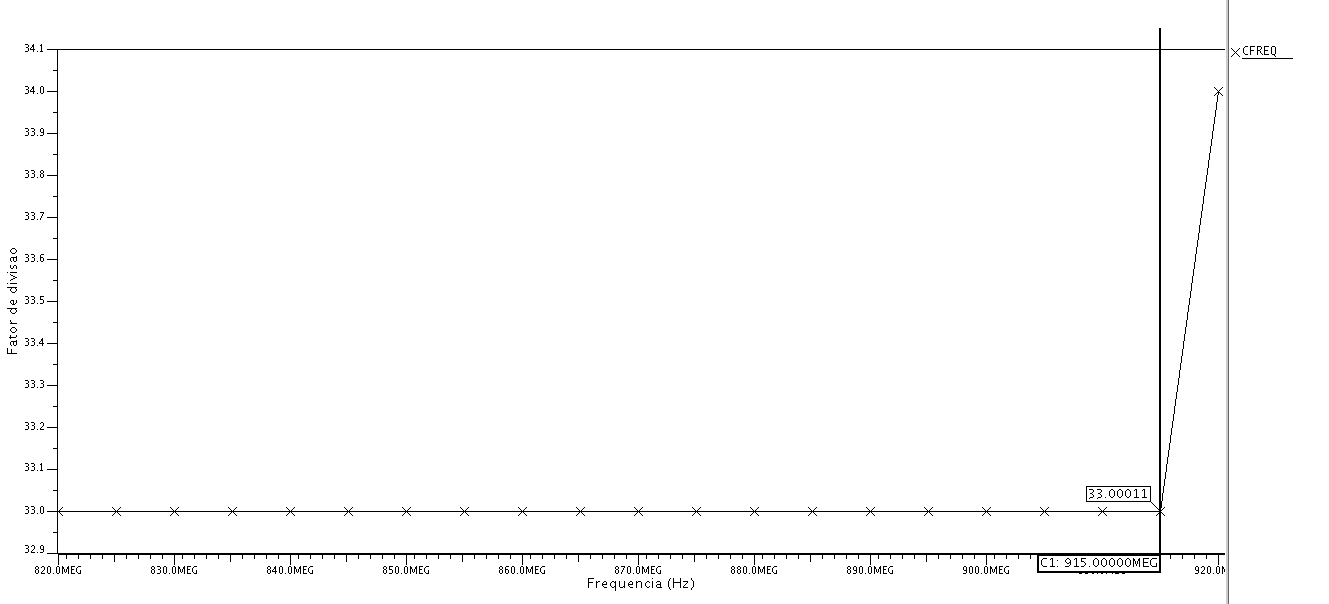 34.1
CFREQ
34.0
33.9
33.8
33.7
33.6
33.5
33.4
33.3
33.2
33.1
33.0
32.9
Fator de divisao
33.00011
820.0MEG 830.0MEG 840.0MEG 850.0MEG 860.0MEG 870.0MEG 880.0MEG 890.0MEG 900.0MEG 920.0M
C1: 915.00000MEG
Frequencia (Hz)